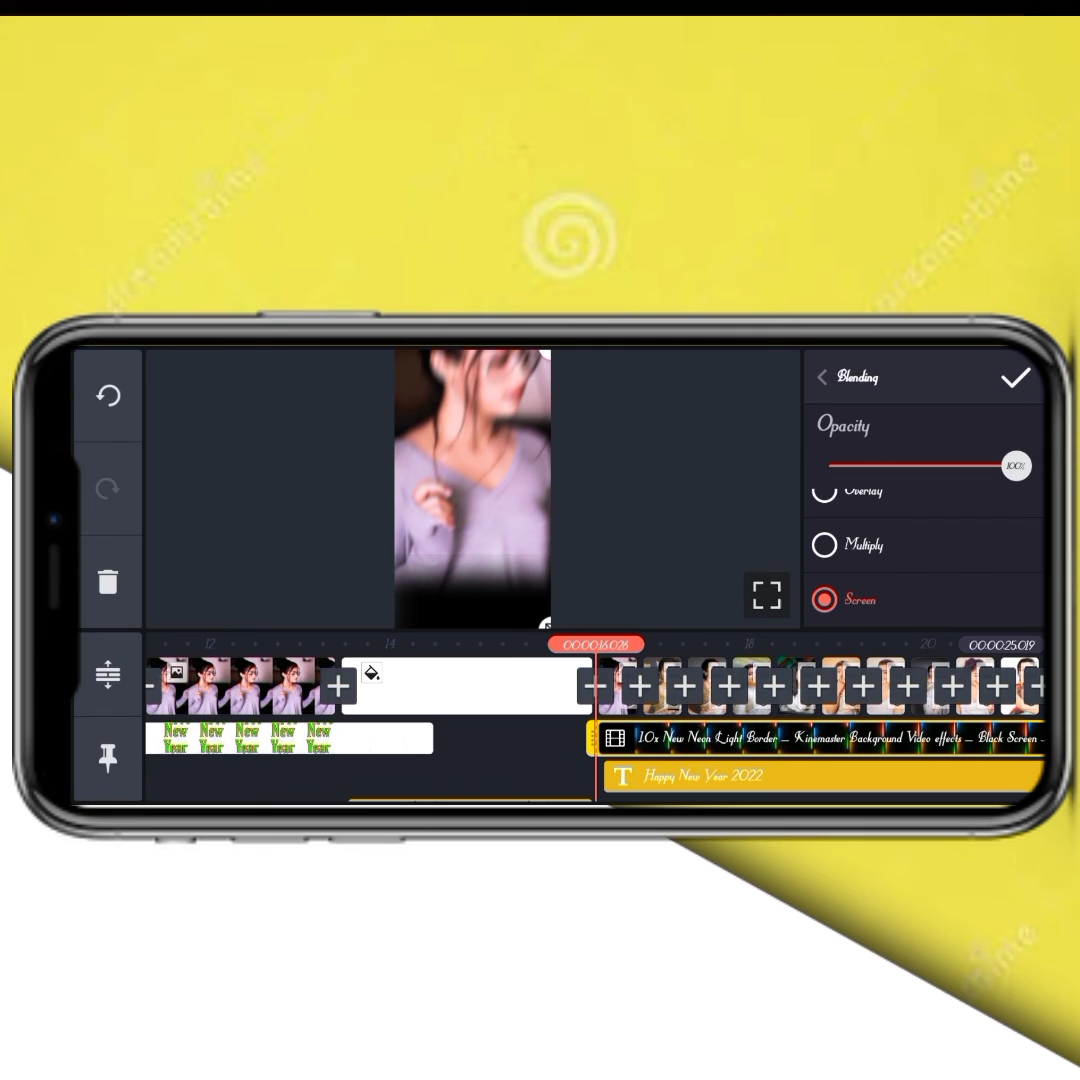 dreamstime
dreamstime
Blending
Opacity
100%
Overlay
Multiply
Screen
12
14
00:00:16.026
18
20
00:00:25.019
New
Year
New
Year
New
Year
New
Year
New
Year
10x New Neon Light Border – Kinemaster Background Video effects – Black Screen -
T Happy New Year 2022